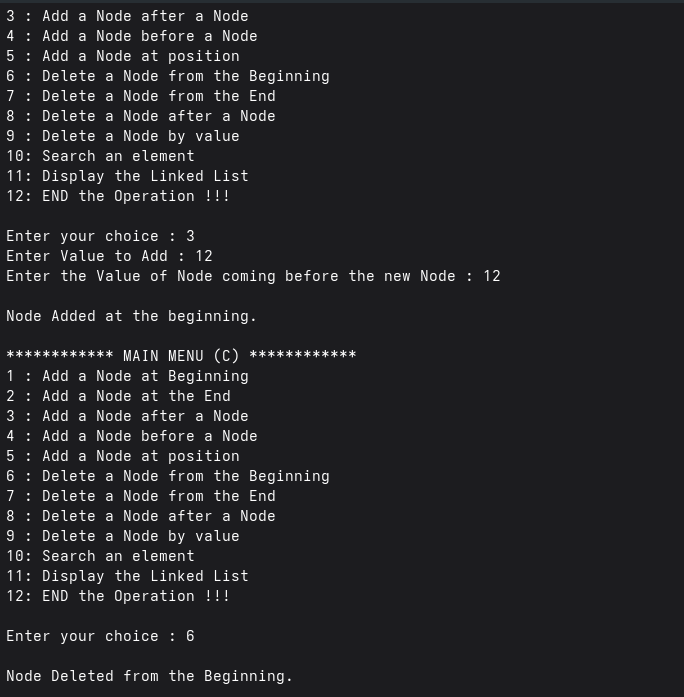 3 : Add a Node after a Node
4 : Add a Node before a Node
5 : Add a Node at position
6 : Delete a Node from the Beginning
7 : Delete a Node from the End
8 : Delete a Node after a Node
9 : Delete a Node by value
10: Search an element
11: Display the Linked List
12: END the Operation !!!
Enter your choice : 3
Enter Value to Add : 12
Enter the Value of Node coming before the new Node : 12
Node Added at the beginning.
************ MAIN MENU (C) ************
1 : Add a Node at Beginning
2 : Add a Node at the End
3 : Add a Node after a Node
4 : Add a Node before a Node
5 : Add a Node at position
6 : Delete a Node from the Beginning
7 : Delete a Node from the End
8 : Delete a Node after a Node
9 : Delete a Node by value
10: Search an element
11: Display the Linked List
12: END the Operation !!!
Enter your choice : 6
Node Deleted from the Beginning.